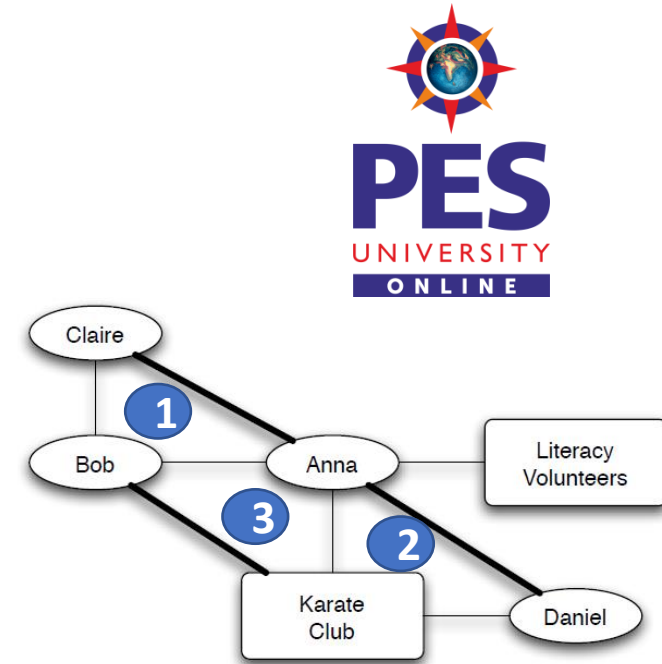 PES
UNIVERSITY
ONLINE
Claire
1
Bob
Anna
Literacy
Volunteers
3
2
Karate
Club
Daniel